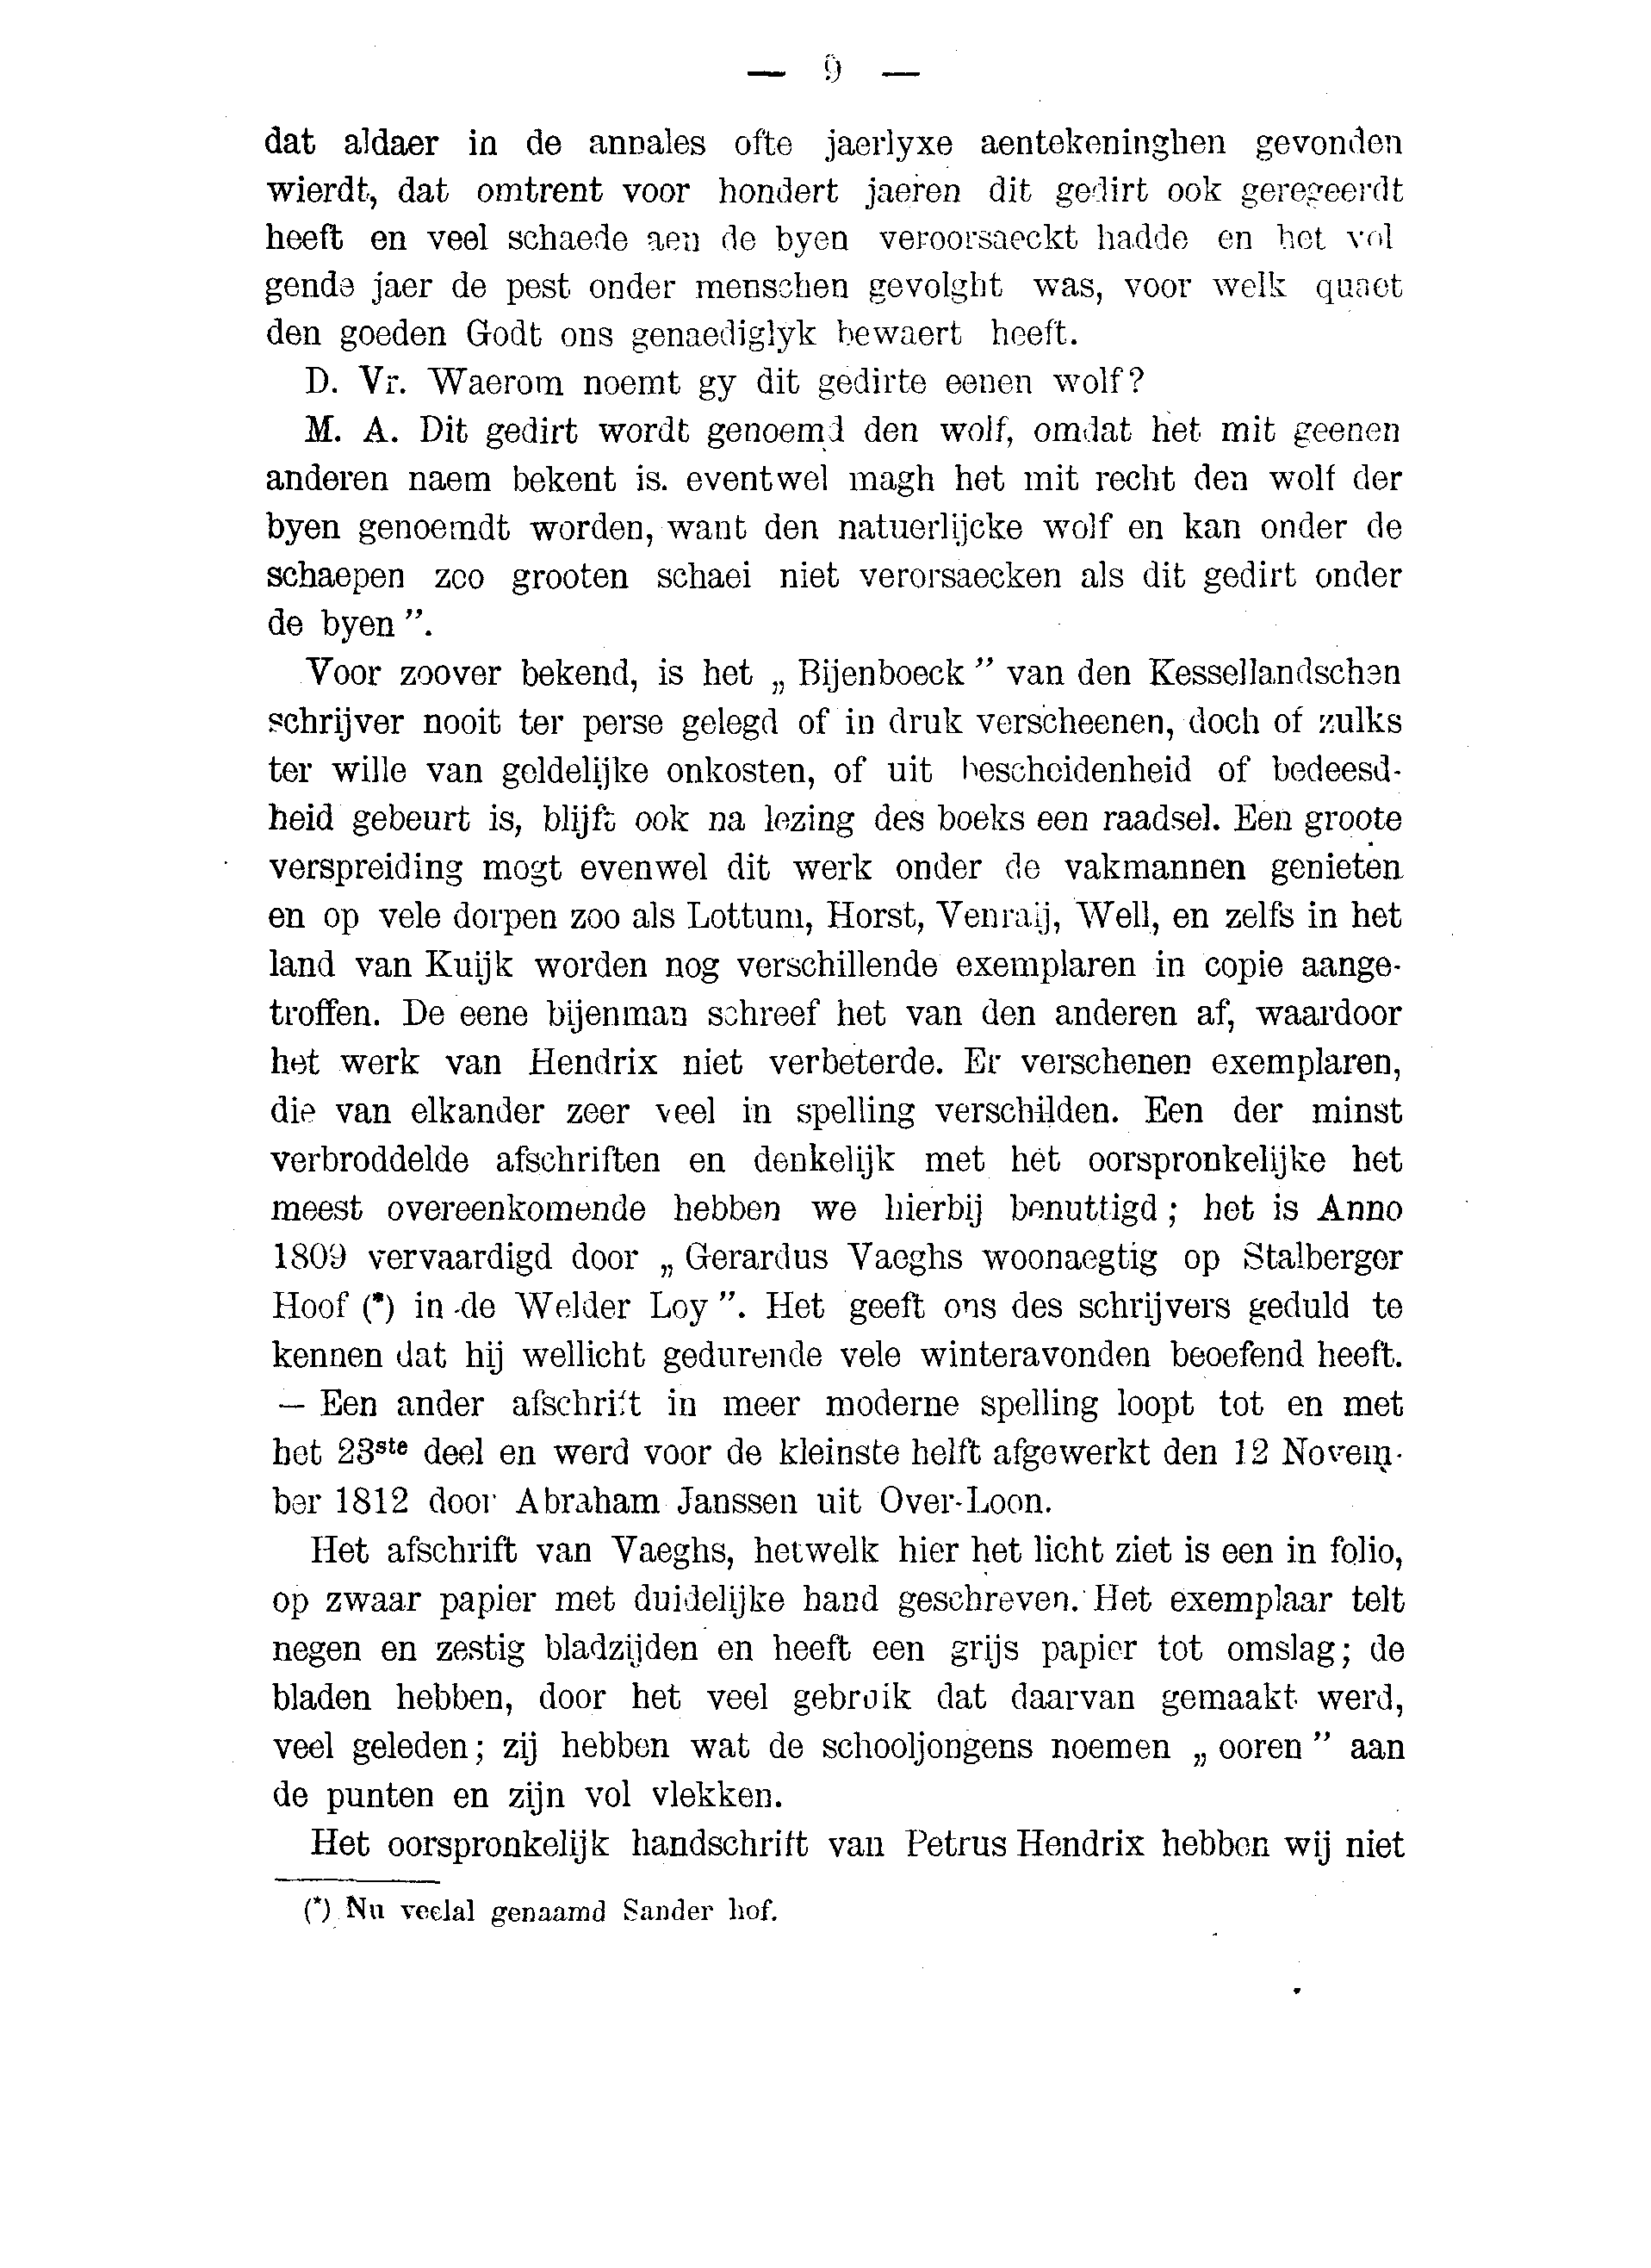 — 9 —
dat aldaer in de annales ofte jaerlyxe aentekeninghen gevonden
wierdt, dat omtrent voor hondert jaeren dit gedirt ook geregeerdt
heeft en veel schaede aen de byen veroorsaeckt hadde en het vol
gende jaer de pest onder menschen gevolght was, voor welk quaet
den goeden Godt ons genaediglyk bewaert heeft.
D. Vr. Waerom noemt gy dit gedirte eenen wolf?
M. A. Dit gedirt wordt genoemd den wolf, omdat het mit geenen
anderen naem bekent is. eventwel magh het mit recht den wolf der
byen genoemdt worden, want den natuerlijcke wolf en kan onder de
schaepen zoo grooten schaei niet verorsaecken als dit gedirt onder
de byen ”.
Voor zoover bekend, is het „ Bijenboeck ” van den Kessellandschen
schrijver nooit ter perse gelegd of in druk verscheenen, doch of zulks
ter wille van geldelijke onkosten, of uit bescheidenheid of bedeesd-
heid gebeurt is, blijft ook na lezing des boeks een raadsel. Een groote
verspreiding mogt evenwel dit werk onder de vakmannen genieten
en op vele dorpen zoo als Lottum, Horst, Venraij, Well, en zelfs in het
land van Kuijk worden nog verschillende exemplaren in copie aange-
troffen. De eene bijenman schreef het van den anderen af, waardoor
het werk van Hendrix niet verbeterde. Er verschenen exemplaren,
die van elkander zeer veel in spelling verschilden. Een der minst
verbroddelde afschriften en denkelijk met het oorspronkelijke het
meest overeenkomende hebben we hierbij benuttigd ; het is Anno
1809 vervaardigd door „ Gerardus Vaeghs woonaegtig op Stalberger
Hoof (*) in de Welder Loy ”. Het geeft ons des schrijvers geduld te
kennen dat hij wellicht gedurende vele winteravonden beoefend heeft.
— Een ander afschrift in meer moderne spelling loopt tot en met
het 23ste deel en werd voor de kleinste helft afgewerkt den 12 Novem-
ber 1812 door Abraham Janssen uit Over-Loon.
Het afschrift van Vaeghs, hetwelk hier het licht ziet is een in folio,
op zwaar papier met duidelijke hand geschreven. Het exemplaar telt
negen en zestig bladzijden en heeft een grijs papier tot omslag; de
bladen hebben, door het veel gebruik dat daarvan gemaakt werd,
veel geleden; zij hebben wat de schooljongens noemen „ ooren ” aan
de punten en zijn vol vlekken.
Het oorspronkelijk handschrift van Petrus Hendrix hebben wij niet
(*) Nu veelal genaamd Sander hof.